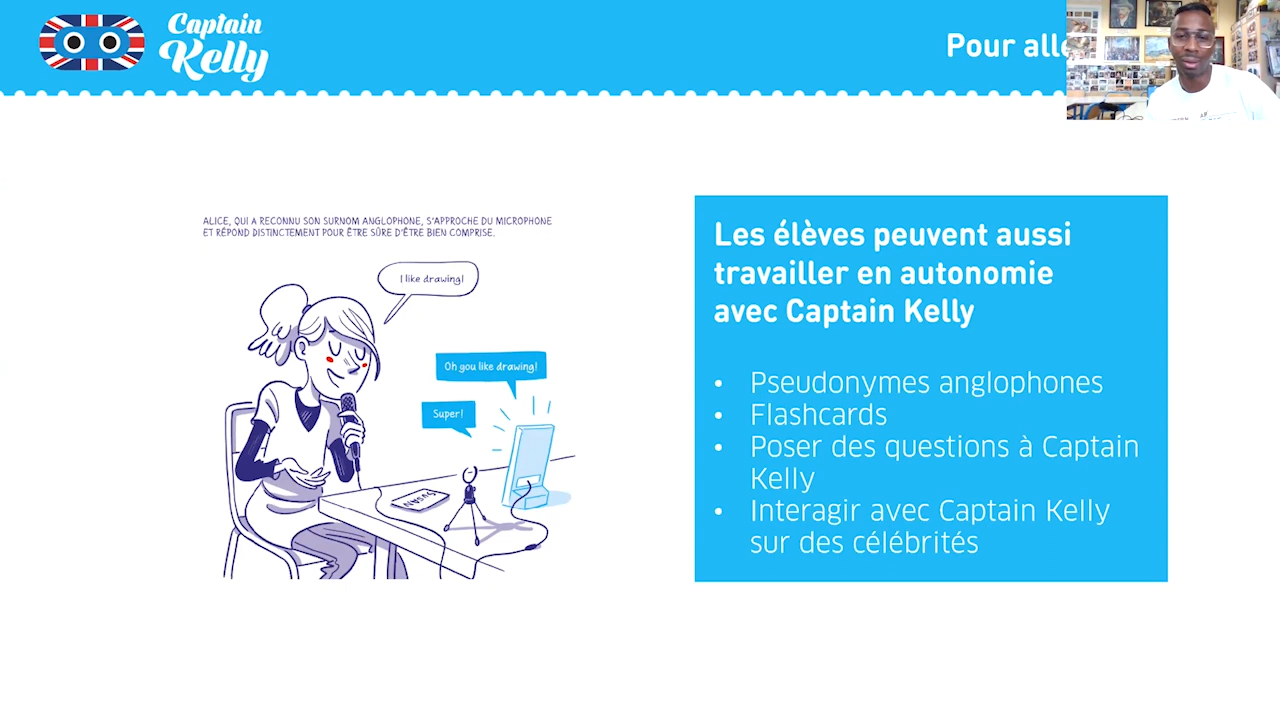 Captain
Kelly
Pour
ALICE, QUI A RECONNU SON SURNOM ANGLOPHONE, S'APPROCHE DU MICROPHONE
ET RÉPOND DISTINCTEMENT POUR ÊTRE SÛRE D'ÊTRE BIEN COMPRISE.
I like drawing!
Oh you like drawing!
Super!
SUSAN
Les élèves peuvent aussi
travailler en autonomie
avec Captain Kelly
• Pseudonymes anglophones
• Flashcards
• Poser des questions à Captain
Kelly
• Interagir avec Captain Kelly
sur des célébrités